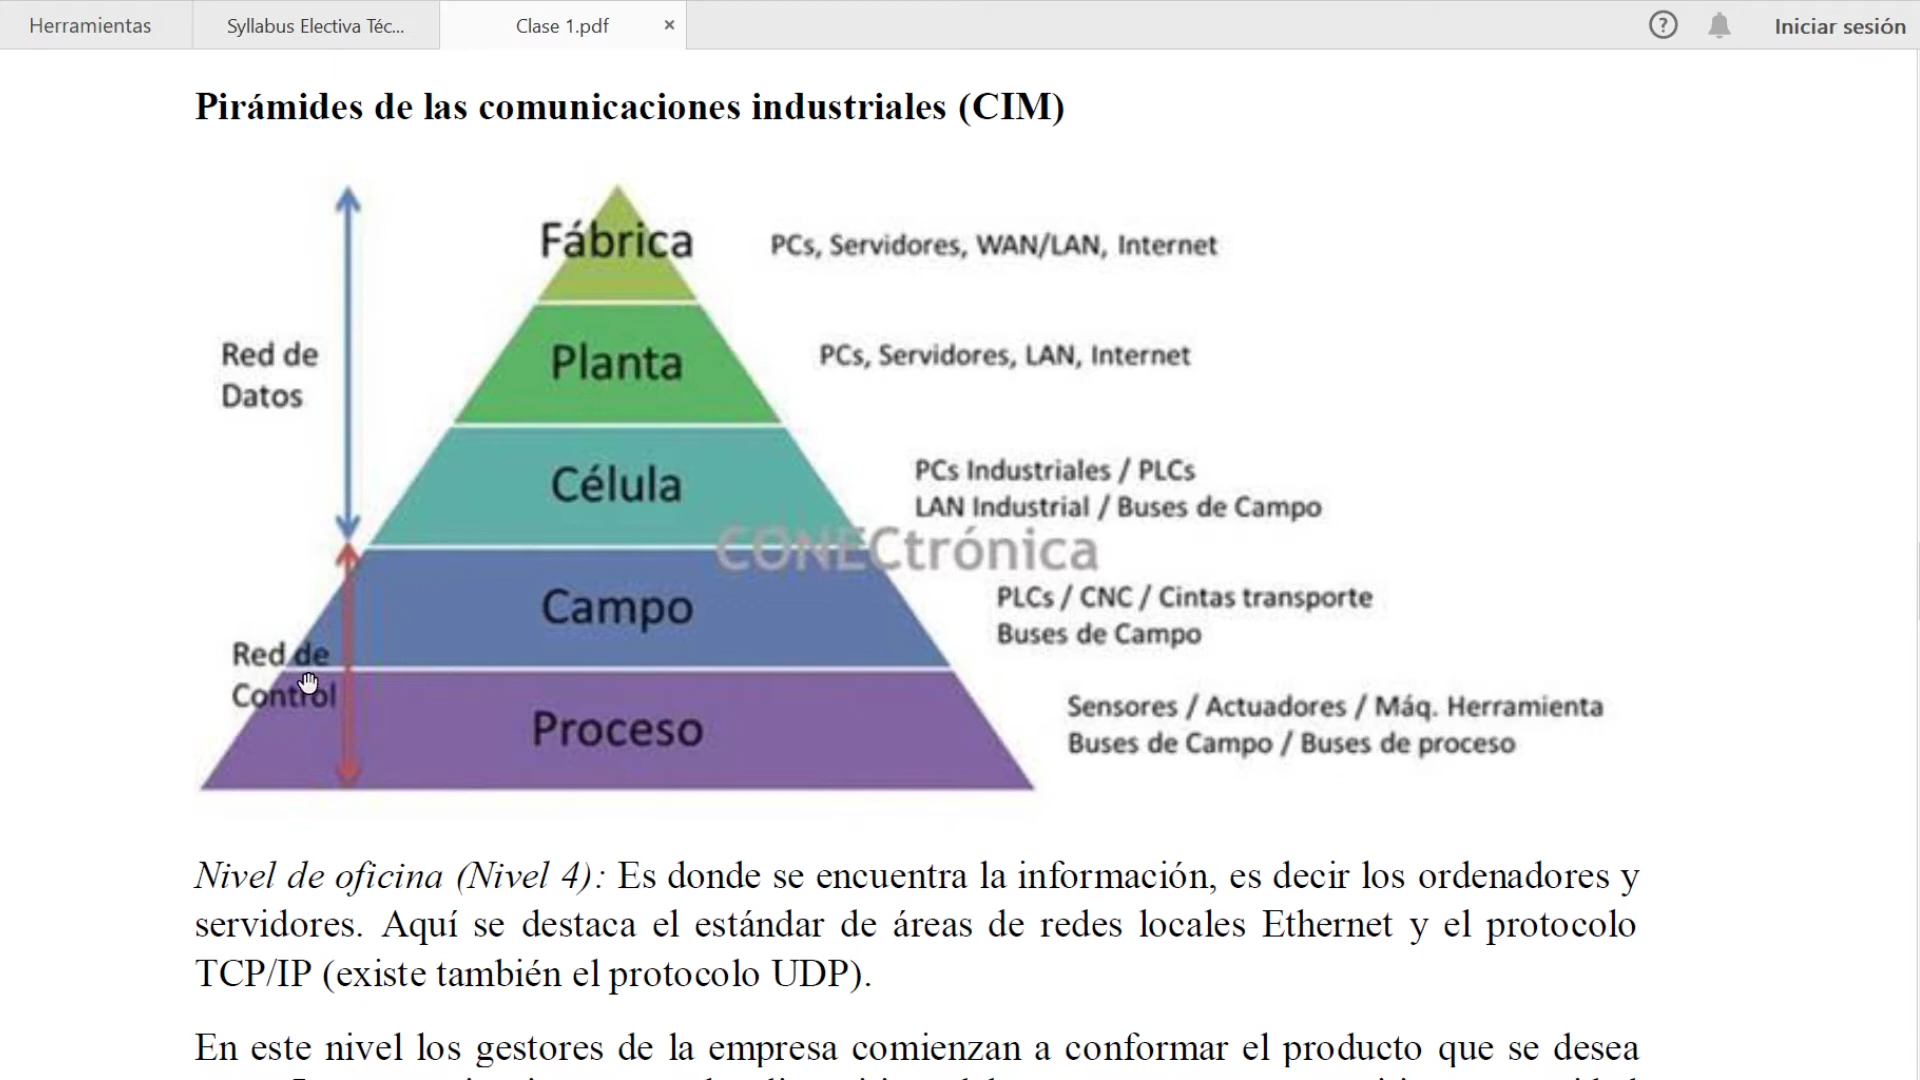 Herramientas
Syllabus Electiva Téc...
Clase 1.pdf
Iniciar sesión
Pirámides de las comunicaciones industriales (CIM)
Fábrica
PCs, Servidores, WAN/LAN, Internet
Red de
Datos
Planta
PCs, Servidores, LAN, Internet
Célula
PCs Industriales / PLCs
LAN Industrial / Buses de Campo
CONECtrónica
Campo
PLCs / CNC / Cintas transporte
Buses de Campo
Red de
Control
Proceso
Sensores / Actuadores / Máq. Herramienta
Buses de Campo / Buses de proceso
Nivel de oficina (Nivel 4): Es donde se encuentra la información, es decir los ordenadores y
servidores. Aquí se destaca el estándar de áreas de redes locales Ethernet y el protocolo
TCP/IP (existe también el protocolo UDP).
En este nivel los gestores de la empresa comienzan a conformar el producto que se desea